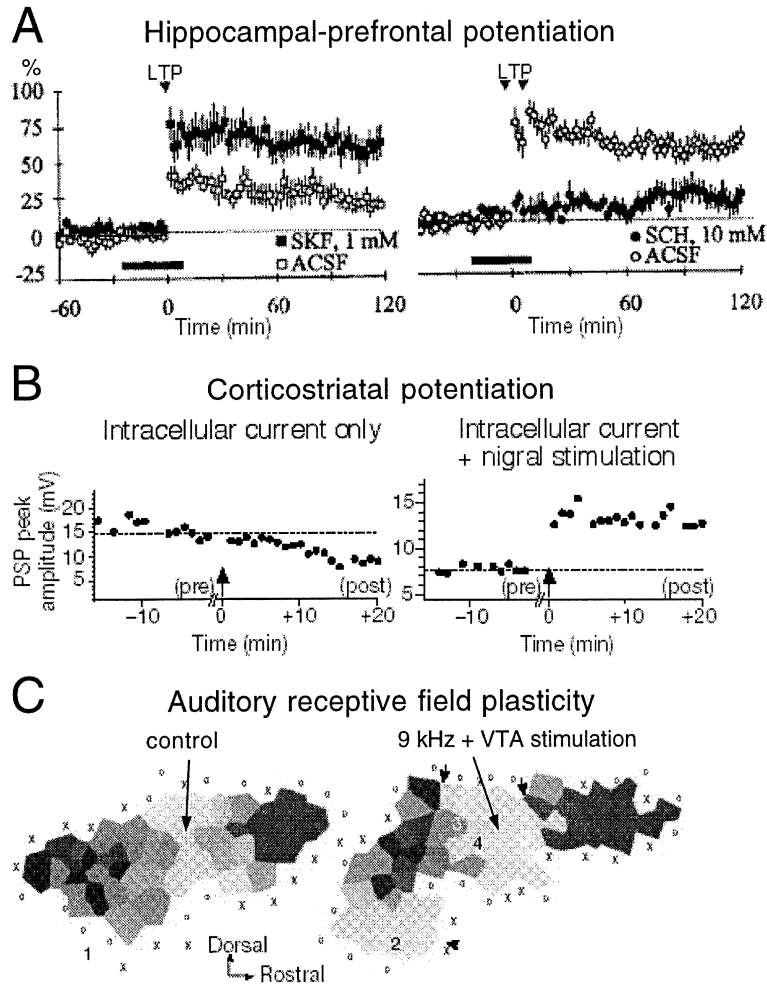 A
Hippocampal-prefrontal potentiation
%
LTP
100
75
50
25
0
-25
SKF, 1 mM
ACSF
-60
0
60
120
Time (min)
LTP
SCH, 10 mM
ACSF
0
60
120
Time (min)
B
Corticostriatal potentiation
Intracellular current only
PSP peak
amplitude (mV)
20
15
10
5
(pre)
(post)
−10
0
+10
+20
Time (min)
Intracellular current
+ nigral stimulation
15
10
5
(pre)
(post)
−10
0
+10
+20
Time (min)
C
Auditory receptive field plasticity
control
9 kHz + VTA stimulation
1
Dorsal
Rostral
3
4
2